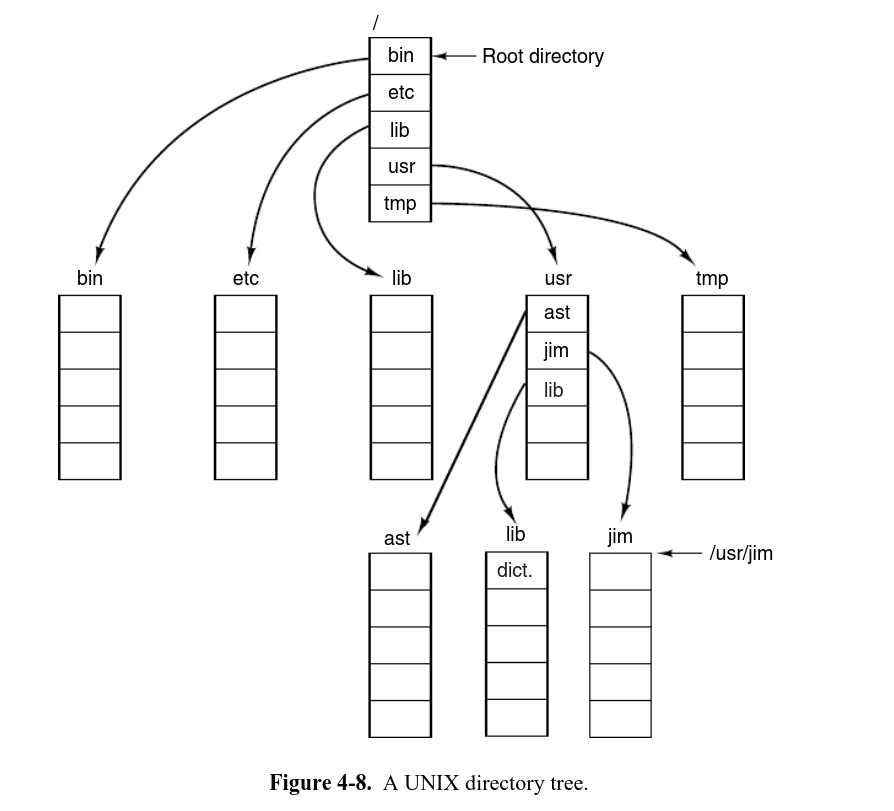 /
bin
Root directory
etc
lib
usr
tmp
bin
etc
lib
usr
tmp
ast
jim
lib
ast
lib
jim
/usr/jim
dict.
Figure 4-8. A UNIX directory tree.